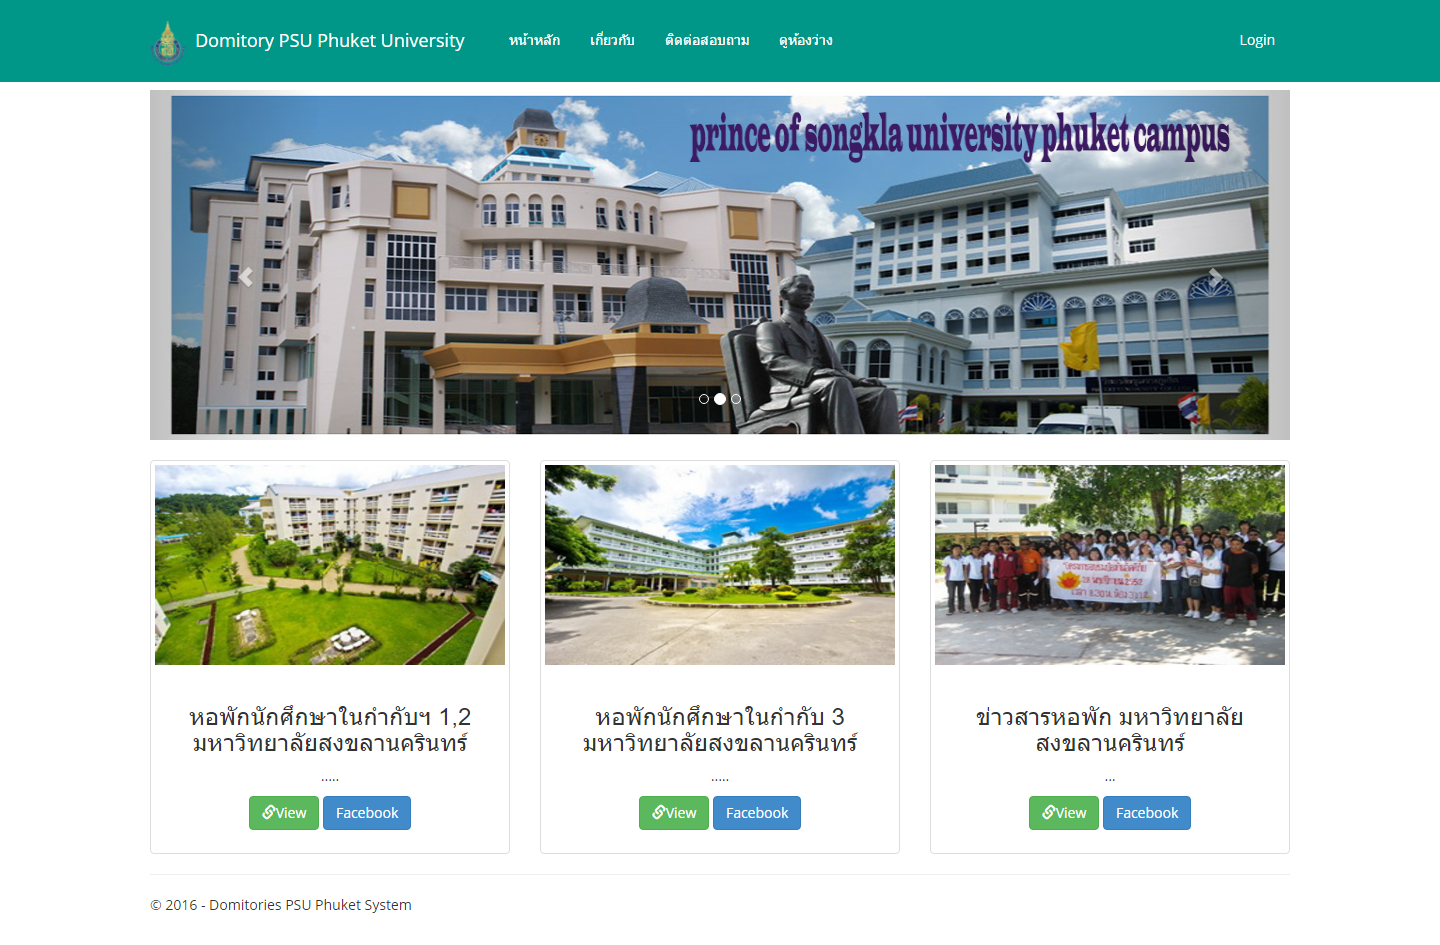 Domitory PSU Phuket University
หน้าหลัก
เกี่ยวกับ
ติดต่อสอบถาม
ดูห้องว่าง
Login
prince of songkla university phuket campus
หอพักนักศึกษาในกำกับฯ 1,2
มหาวิทยาลัยสงขลานครินทร์
.....
View
Facebook
หอพักนักศึกษาในกำกับ 3
มหาวิทยาลัยสงขลานครินทร์
.....
View
Facebook
ข่าวสารหอพัก มหาวิทยาลัย
สงขลานครินทร์
...
View
Facebook
© 2016 - Domitories PSU Phuket System